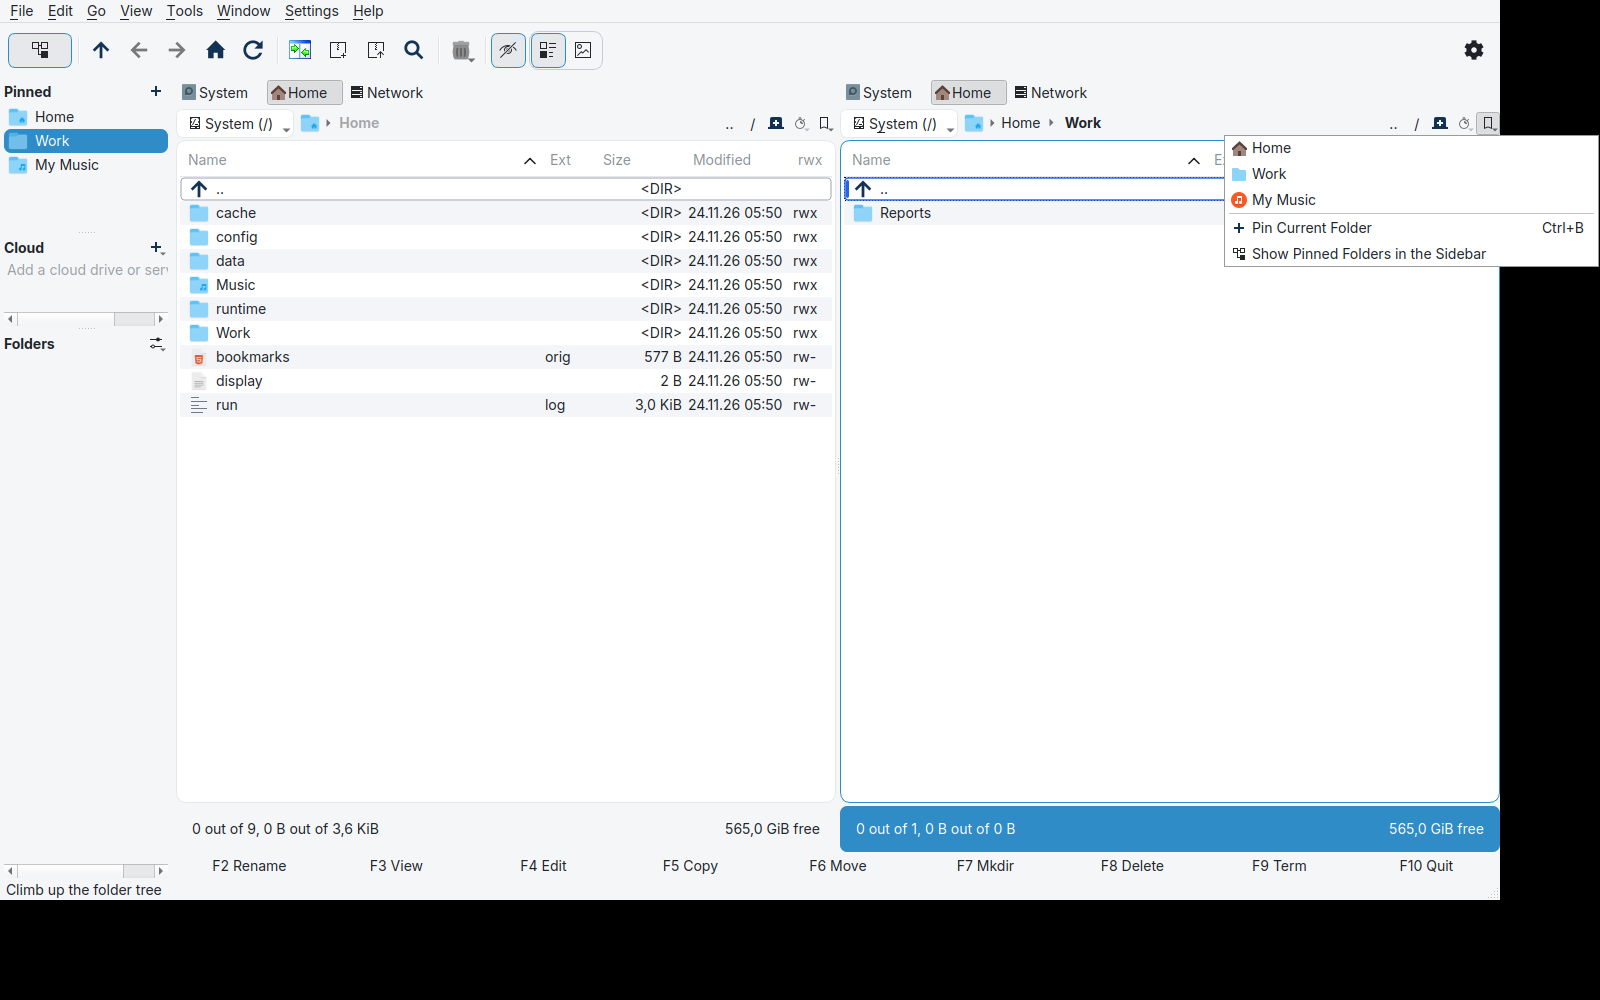 File Edit Go View Tools Window Settings Help
Pinned
Home
Work
My Music
Cloud
Add a cloud drive or ser
Folders
Climb up the folder tree
System Home Network
System (/) Home .. /
Name Ext Size Modified rwx
.. <DIR>
cache <DIR> 24.11.26 05:50 rwx
config <DIR> 24.11.26 05:50 rwx
data <DIR> 24.11.26 05:50 rwx
Music <DIR> 24.11.26 05:50 rwx
runtime <DIR> 24.11.26 05:50 rwx
Work <DIR> 24.11.26 05:50 rwx
bookmarks orig 577 B 24.11.26 05:50 rw-
display 2 B 24.11.26 05:50 rw-
run log 3,0 KiB 24.11.26 05:50 rw-
0 out of 9, 0 B out of 3,6 KiB 565,0 GiB free
System Home Network
System (/) Home Work .. /
Name E
..
Reports
Home
Work
My Music
Pin Current Folder Ctrl+B
Show Pinned Folders in the Sidebar
0 out of 1, 0 B out of 0 B 565,0 GiB free
F2 Rename F3 View F4 Edit F5 Copy F6 Move F7 Mkdir F8 Delete F9 Term F10 Quit